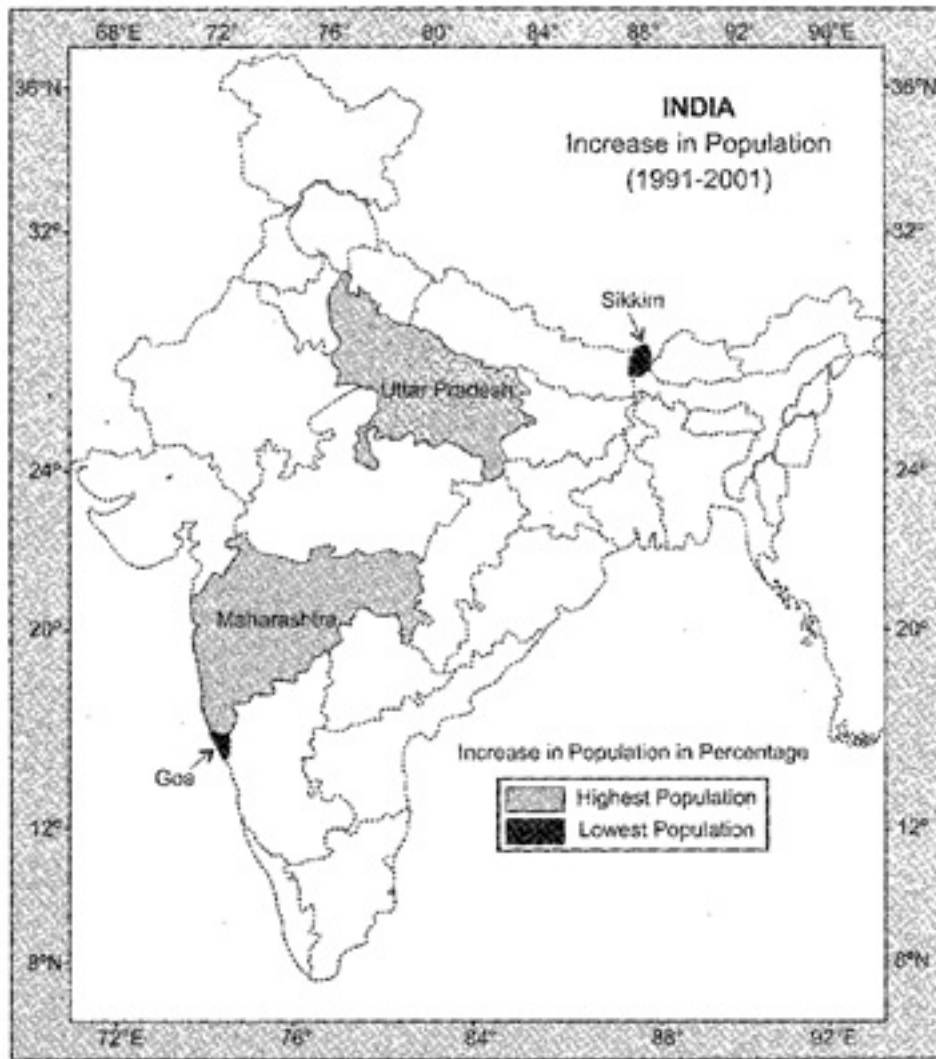 68°E 72° 76° 80° 84° 88° 92° 96°E
36°N 36°N
INDIA
Increase in Population
(1991-2001)
32° 32°
Sikkim
Uttar Pradesh
24° 24°
Maharashtra
20° 20°
Increase in Population in Percentage
Goa
Highest Population
Lowest Population
12° 12°
8°N 8°N
72°E 76° 84° 88° 92°E